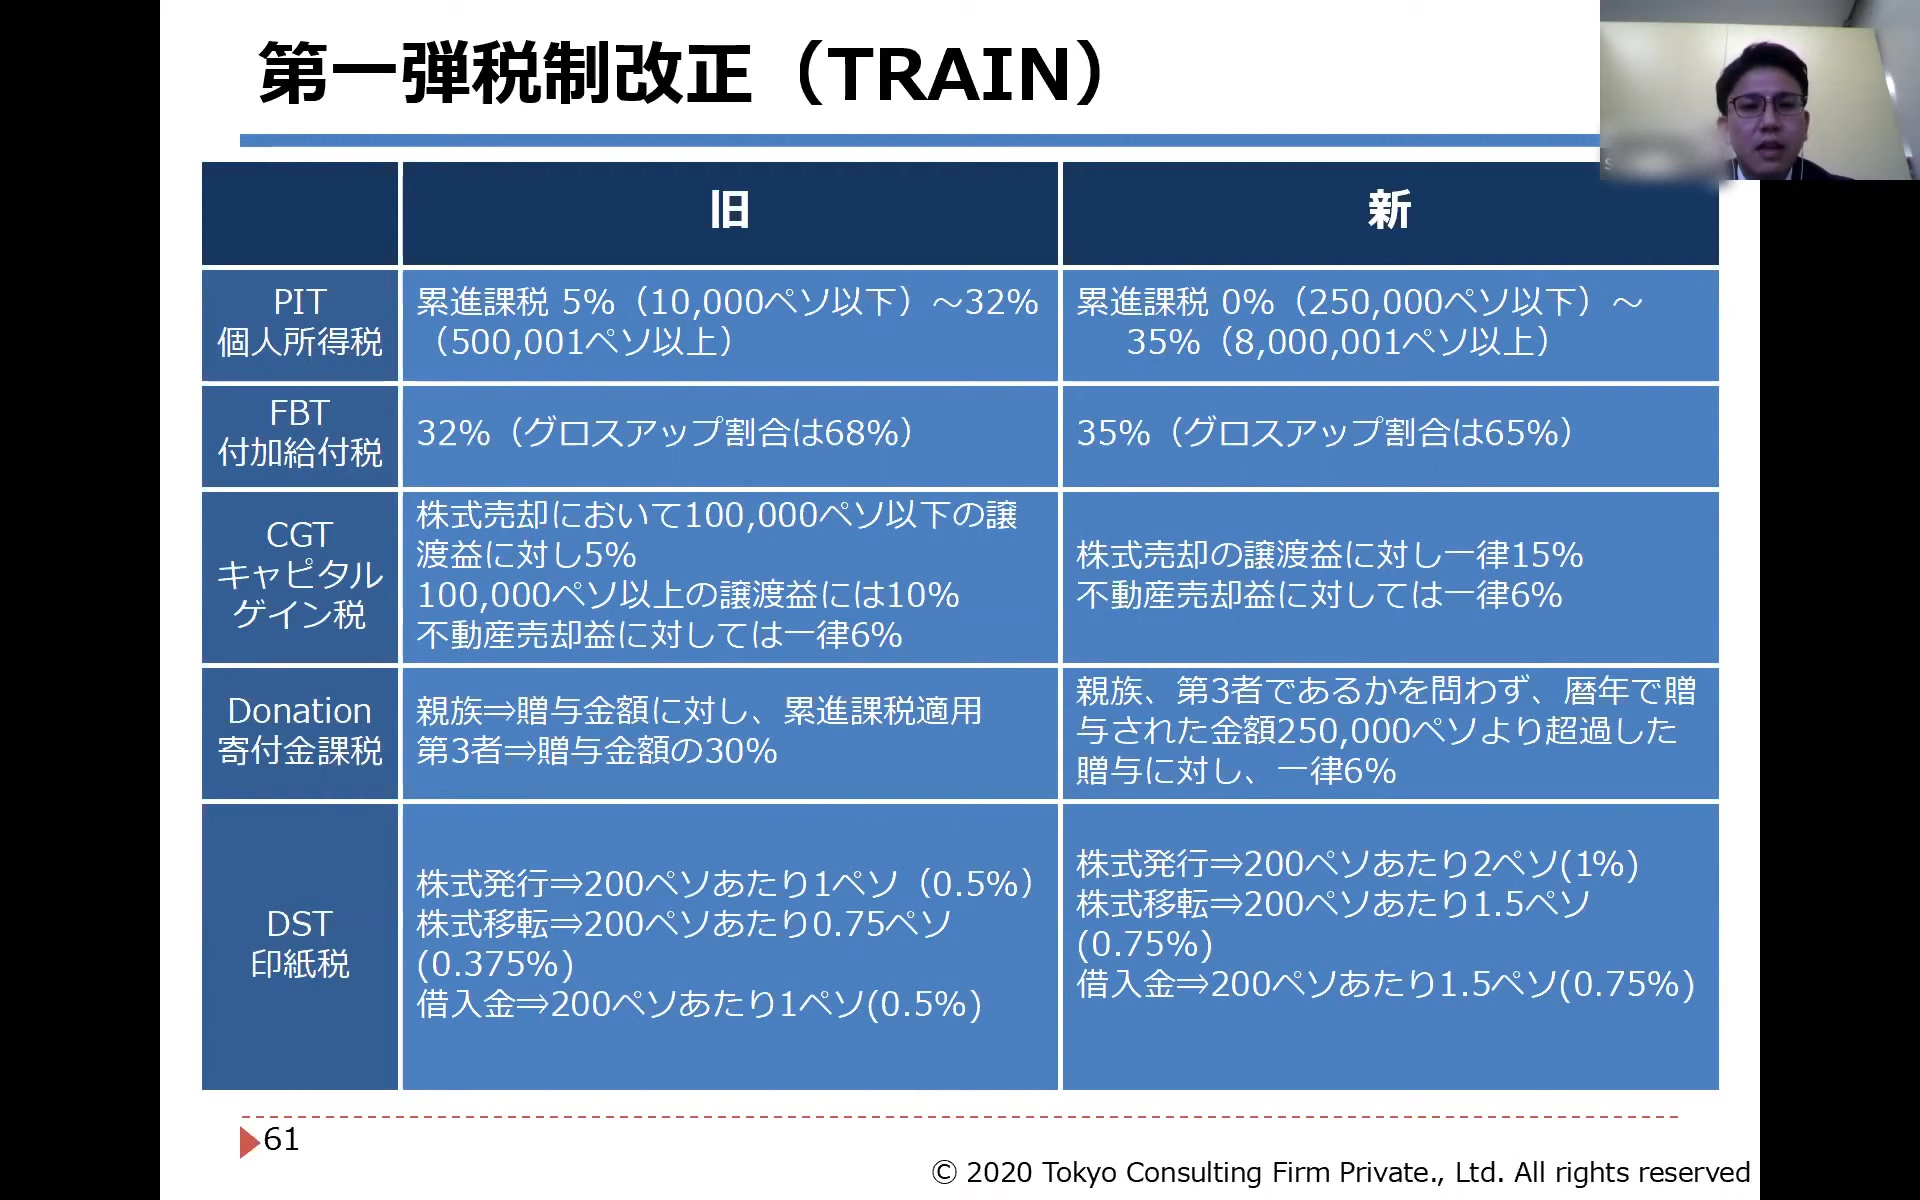 第一弾税制改正（TRAIN）
旧
新
PIT
個人所得税
累進課税 5%（10,000ペソ以下）～32%
（500,001ペソ以上）
累進課税 0%（250,000ペソ以下）～
35%（8,000,001ペソ以上）
FBT
付加給付税
32%（グロスアップ割合は68%）
35%（グロスアップ割合は65%）
CGT
キャピタル
ゲイン税
株式売却において100,000ペソ以下の譲
渡益に対し5%
100,000ペソ以上の譲渡益には10%
不動産売却益に対しては一律6%
株式売却の譲渡益に対し一律15%
不動産売却益に対しては一律6%
Donation
寄付金課税
親族⇒贈与金額に対し、累進課税適用
第3者⇒贈与金額の30%
親族、第3者であるかを問わず、暦年で贈
与された金額250,000ペソより超過した
贈与に対し、一律6%
DST
印紙税
株式発行⇒200ペソあたり1ペソ（0.5%）
株式移転⇒200ペソあたり0.75ペソ
(0.375%)
借入金⇒200ペソあたり1ペソ(0.5%)
株式発行⇒200ペソあたり2ペソ(1%)
株式移転⇒200ペソあたり1.5ペソ
(0.75%)
借入金⇒200ペソあたり1.5ペソ(0.75%)
61
© 2020 Tokyo Consulting Firm Private., Ltd. All rights reserved